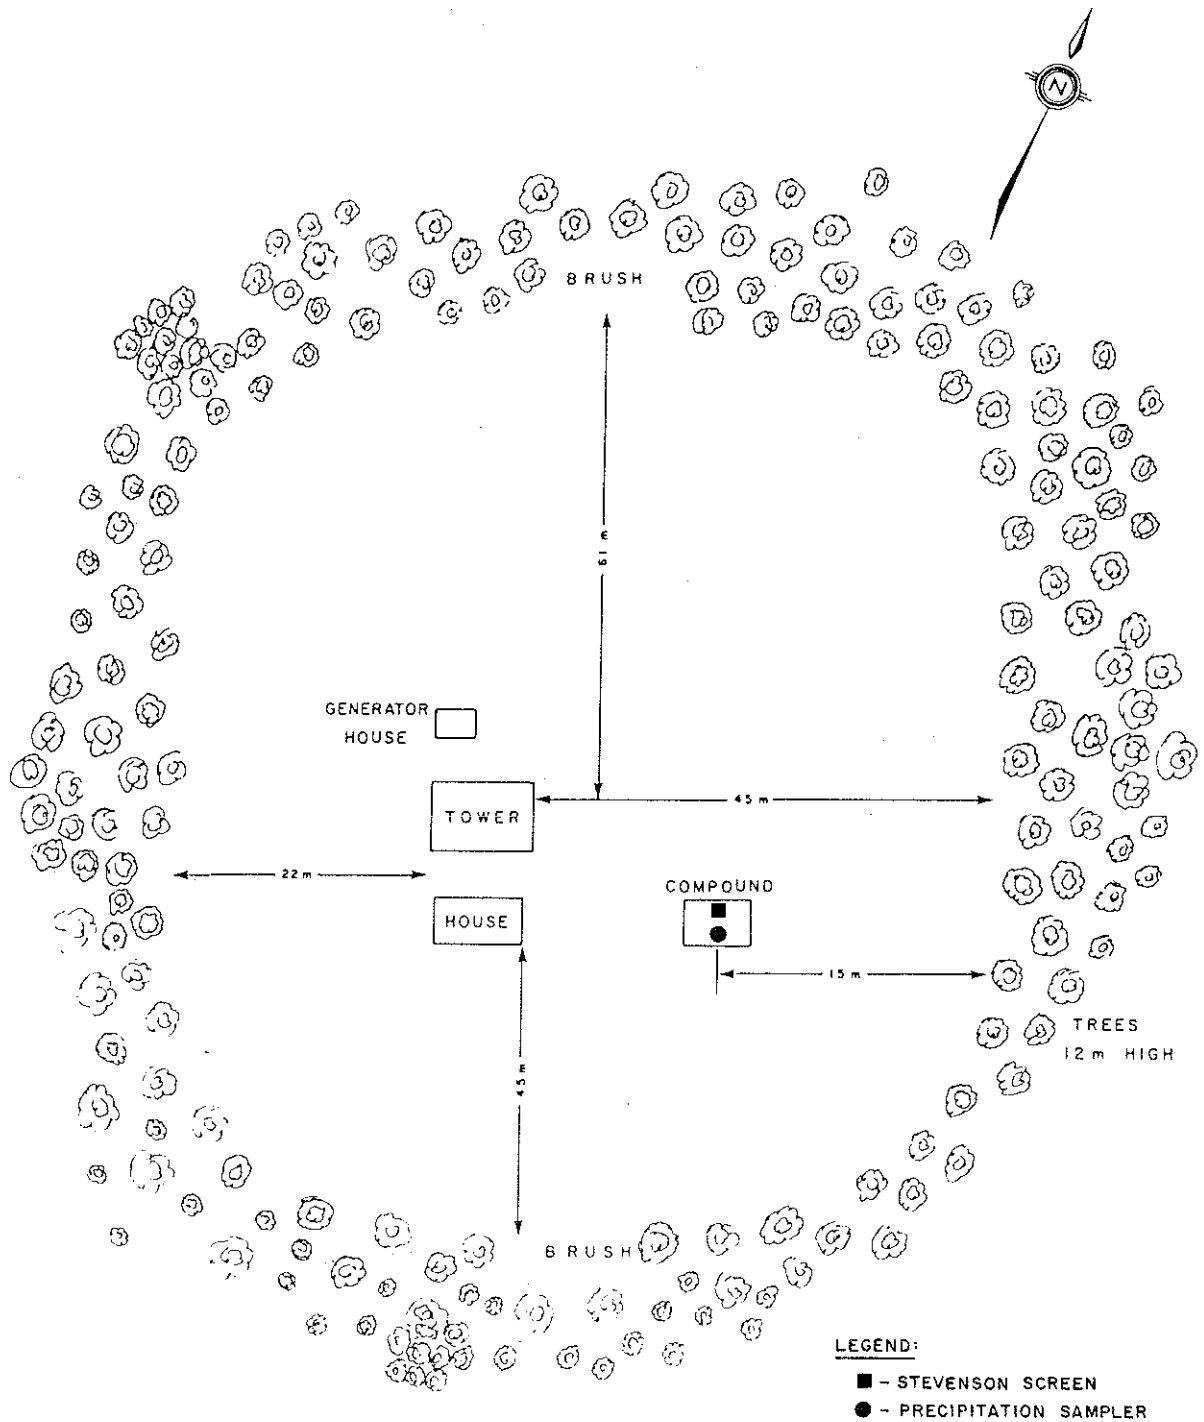 N
BRUSH
61 m
GENERATOR
HOUSE
TOWER
45 m
22 m
COMPOUND
HOUSE
15 m
TREES
12 m HIGH
45 m
BRUSH
LEGEND:
■ - STEVENSON SCREEN
● - PRECIPITATION SAMPLER